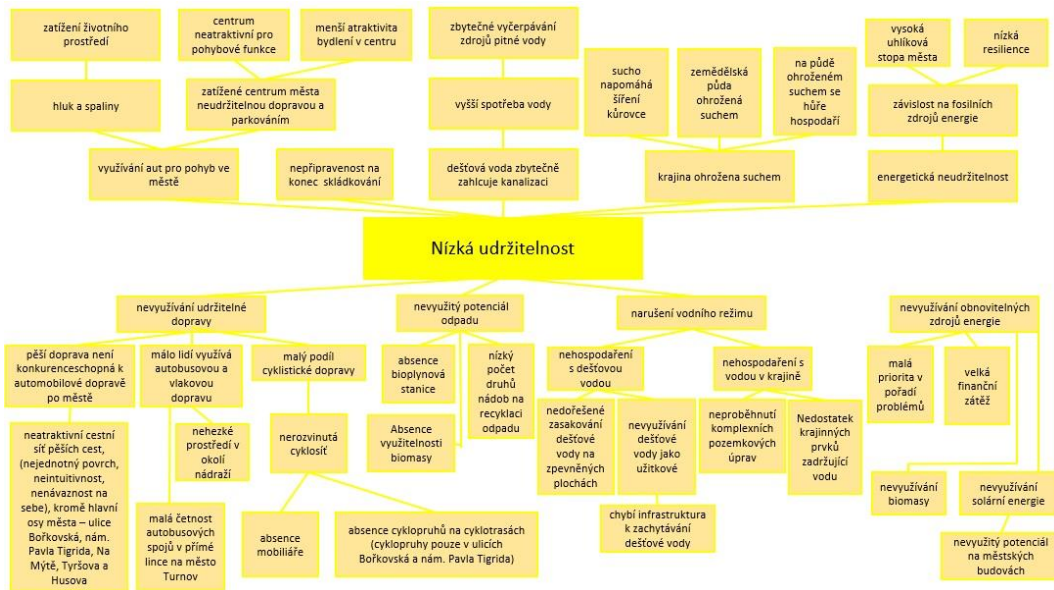 zatížení životního
prostředí
centrum
neatraktivní pro
pohybové funkce
menší atraktivita
bydlení v centru
zbytečné vyčerpávání
zdrojů pitné vody
vysoká
uhlíková
stopa města
nízká
resilience
sucho
napomáhá
šíření
kůrovce
zemědělská
půda
ohrožená
suchem
na půdě
ohroženém
suchem se
hůře
hospodaří
hluk a spaliny
zatížené centrum města
neudržitelnou dopravou a
parkováním
vyšší spotřeba vody
závislost na fosilních
zdrojů energie
využívání aut pro pohyb ve
městě
nepřipravenost na
konec skládkování
dešťová voda zbytečně
zahlcuje kanalizaci
krajina ohrožena suchem
energetická neudržitelnost
Nízká udržitelnost
nevyužívání udržitelné
dopravy
nevyužitý potenciál
odpadu
narušení vodního režimu
nevyužívání obnovitelných
zdrojů energie
pěší doprava není
konkurenceschopná k
automobilové dopravě
po městě
málo lidí využívá
autobusovou a
vlakovou
dopravu
malý podíl
cyklistické dopravy
absence
bioplynová
stanice
nízký
počet
druhů
nádob na
recyklaci
odpadu
nehospodaření
s dešťovou
vodou
nehospodaření s
vodou v krajině
malá
priorita v
pořadí
problémů
velká
finanční
zátěž
neatraktivní cestní
síť pěších cest,
(nejednotný povrch,
neintuitivnost,
nenávaznost na
sebe), kromě hlavní
osy města – ulice
Bořkovská, nám.
Pavla Tigrida, Na
Mýtě, Tyršova a
Husova
nehezké
prostředí v
okolí
nádraží
nerozvinutá
cyklosíť
Absence
využitelnosti
biomasy
nedořešené
zasakování
dešťové
vody na
zpevněných
plochách
nevyužívání
dešťové
vody jako
užitkové
neproběhnutí
komplexních
pozemkových
úprav
Nedostatek
krajinných
prvků
zadržující
vodu
nevyužívání
biomasy
nevyužívání
solární energie
malá četnost
autobusových
spojů v přímé
lince na město
Turnov
absence
mobiliáře
absence cyklopruhů na cyklotrasách
(cyklopruhy pouze v ulicích
Bořkovská a nám. Pavla Tigrida)
chybí infrastruktura
k zachytávání
dešťové vody
nevyužitý potenciál
na městských
budovách